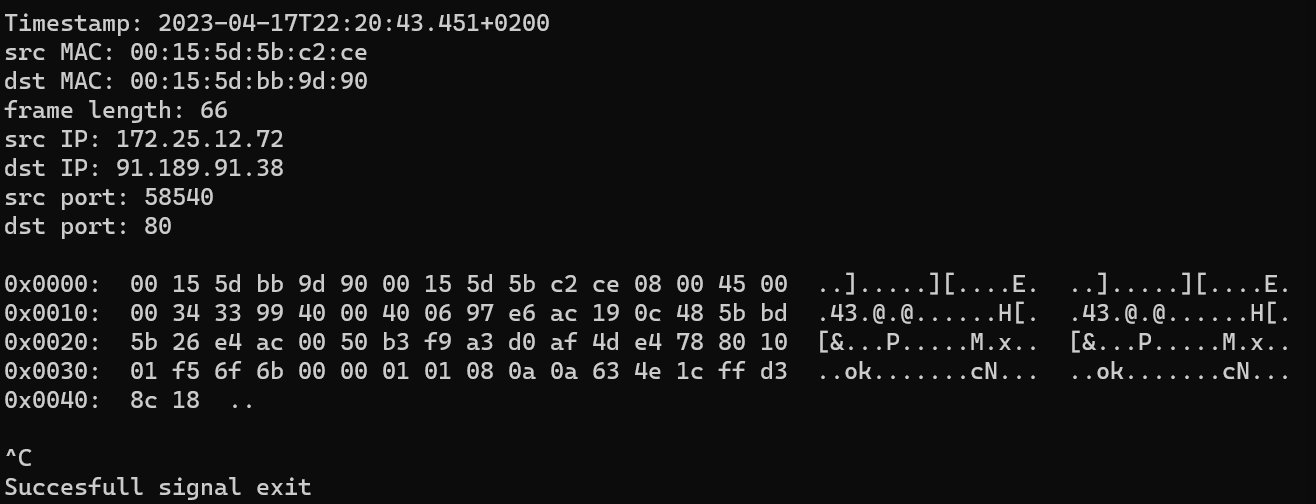 Timestamp: 2023-04-17T22:20:43.451+0200
src MAC: 00:15:5d:5b:c2:ce
dst MAC: 00:15:5d:bb:9d:90
frame length: 66
src IP: 172.25.12.72
dst IP: 91.189.91.38
src port: 58540
dst port: 80
0x0000:  00 15 5d bb 9d 90 00 15 5d 5b c2 ce 08 00 45 00  ..].....][....E.  ..].....][....E.
0x0010:  00 34 33 99 40 00 40 06 97 e6 ac 19 0c 48 5b bd  .43.@.@......H[.  .43.@.@......H[.
0x0020:  5b 26 e4 ac 00 50 b3 f9 a3 d0 af 4d e4 78 80 10  [&...P.....M.x..  [&...P.....M.x..
0x0030:  01 f5 6f 6b 00 00 01 01 08 0a 0a 63 4e 1c ff d3  ..ok.......cN...  ..ok.......cN...
0x0040:  8c 18  ..
^C
Succesfull signal exit